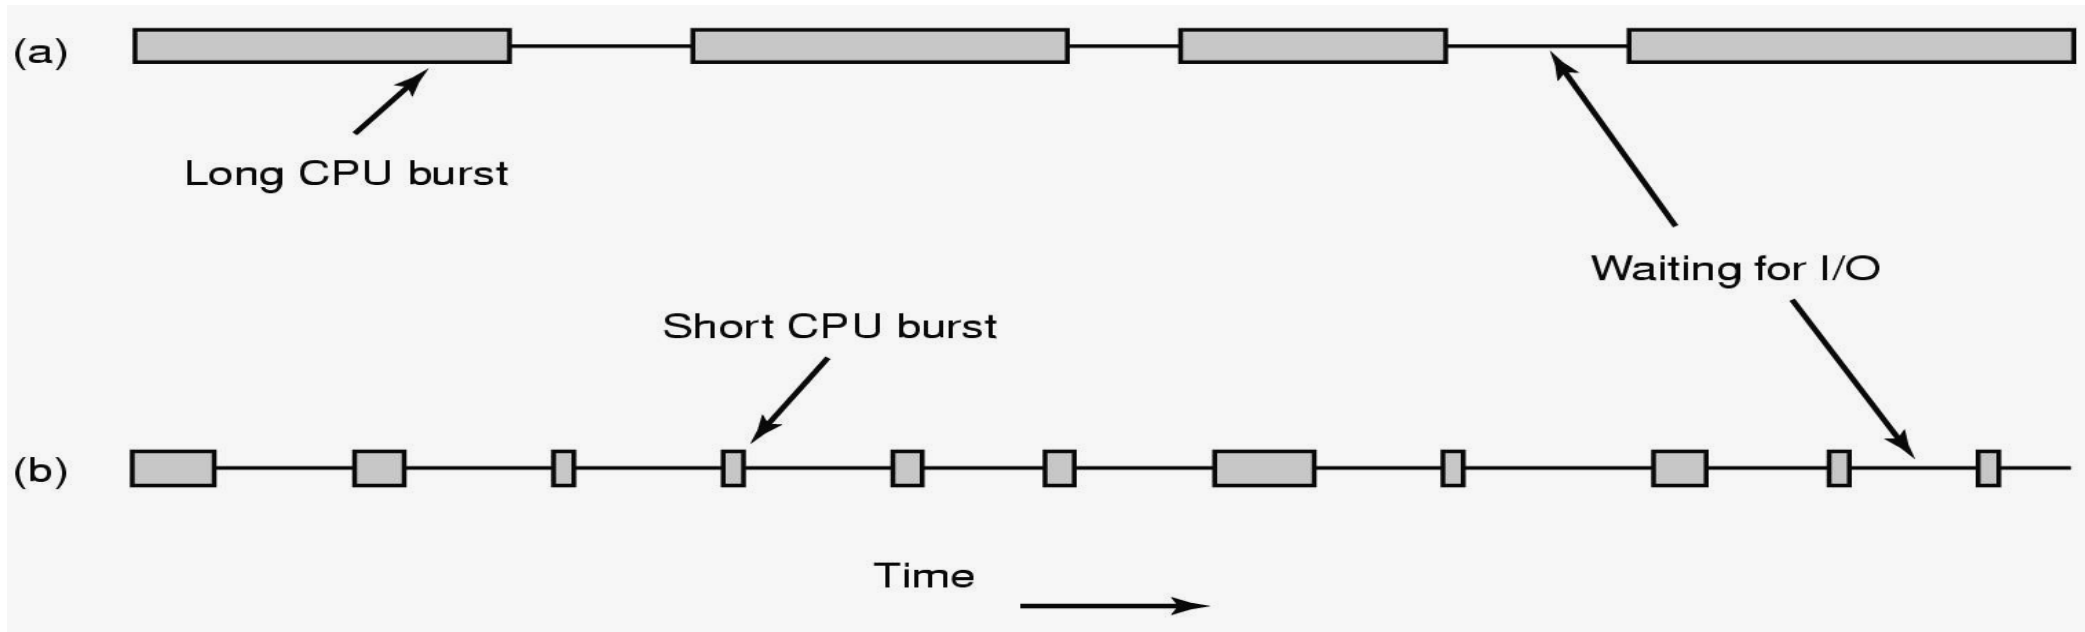 (a)
Long CPU burst
Waiting for I/O
Short CPU burst
(b)
Time